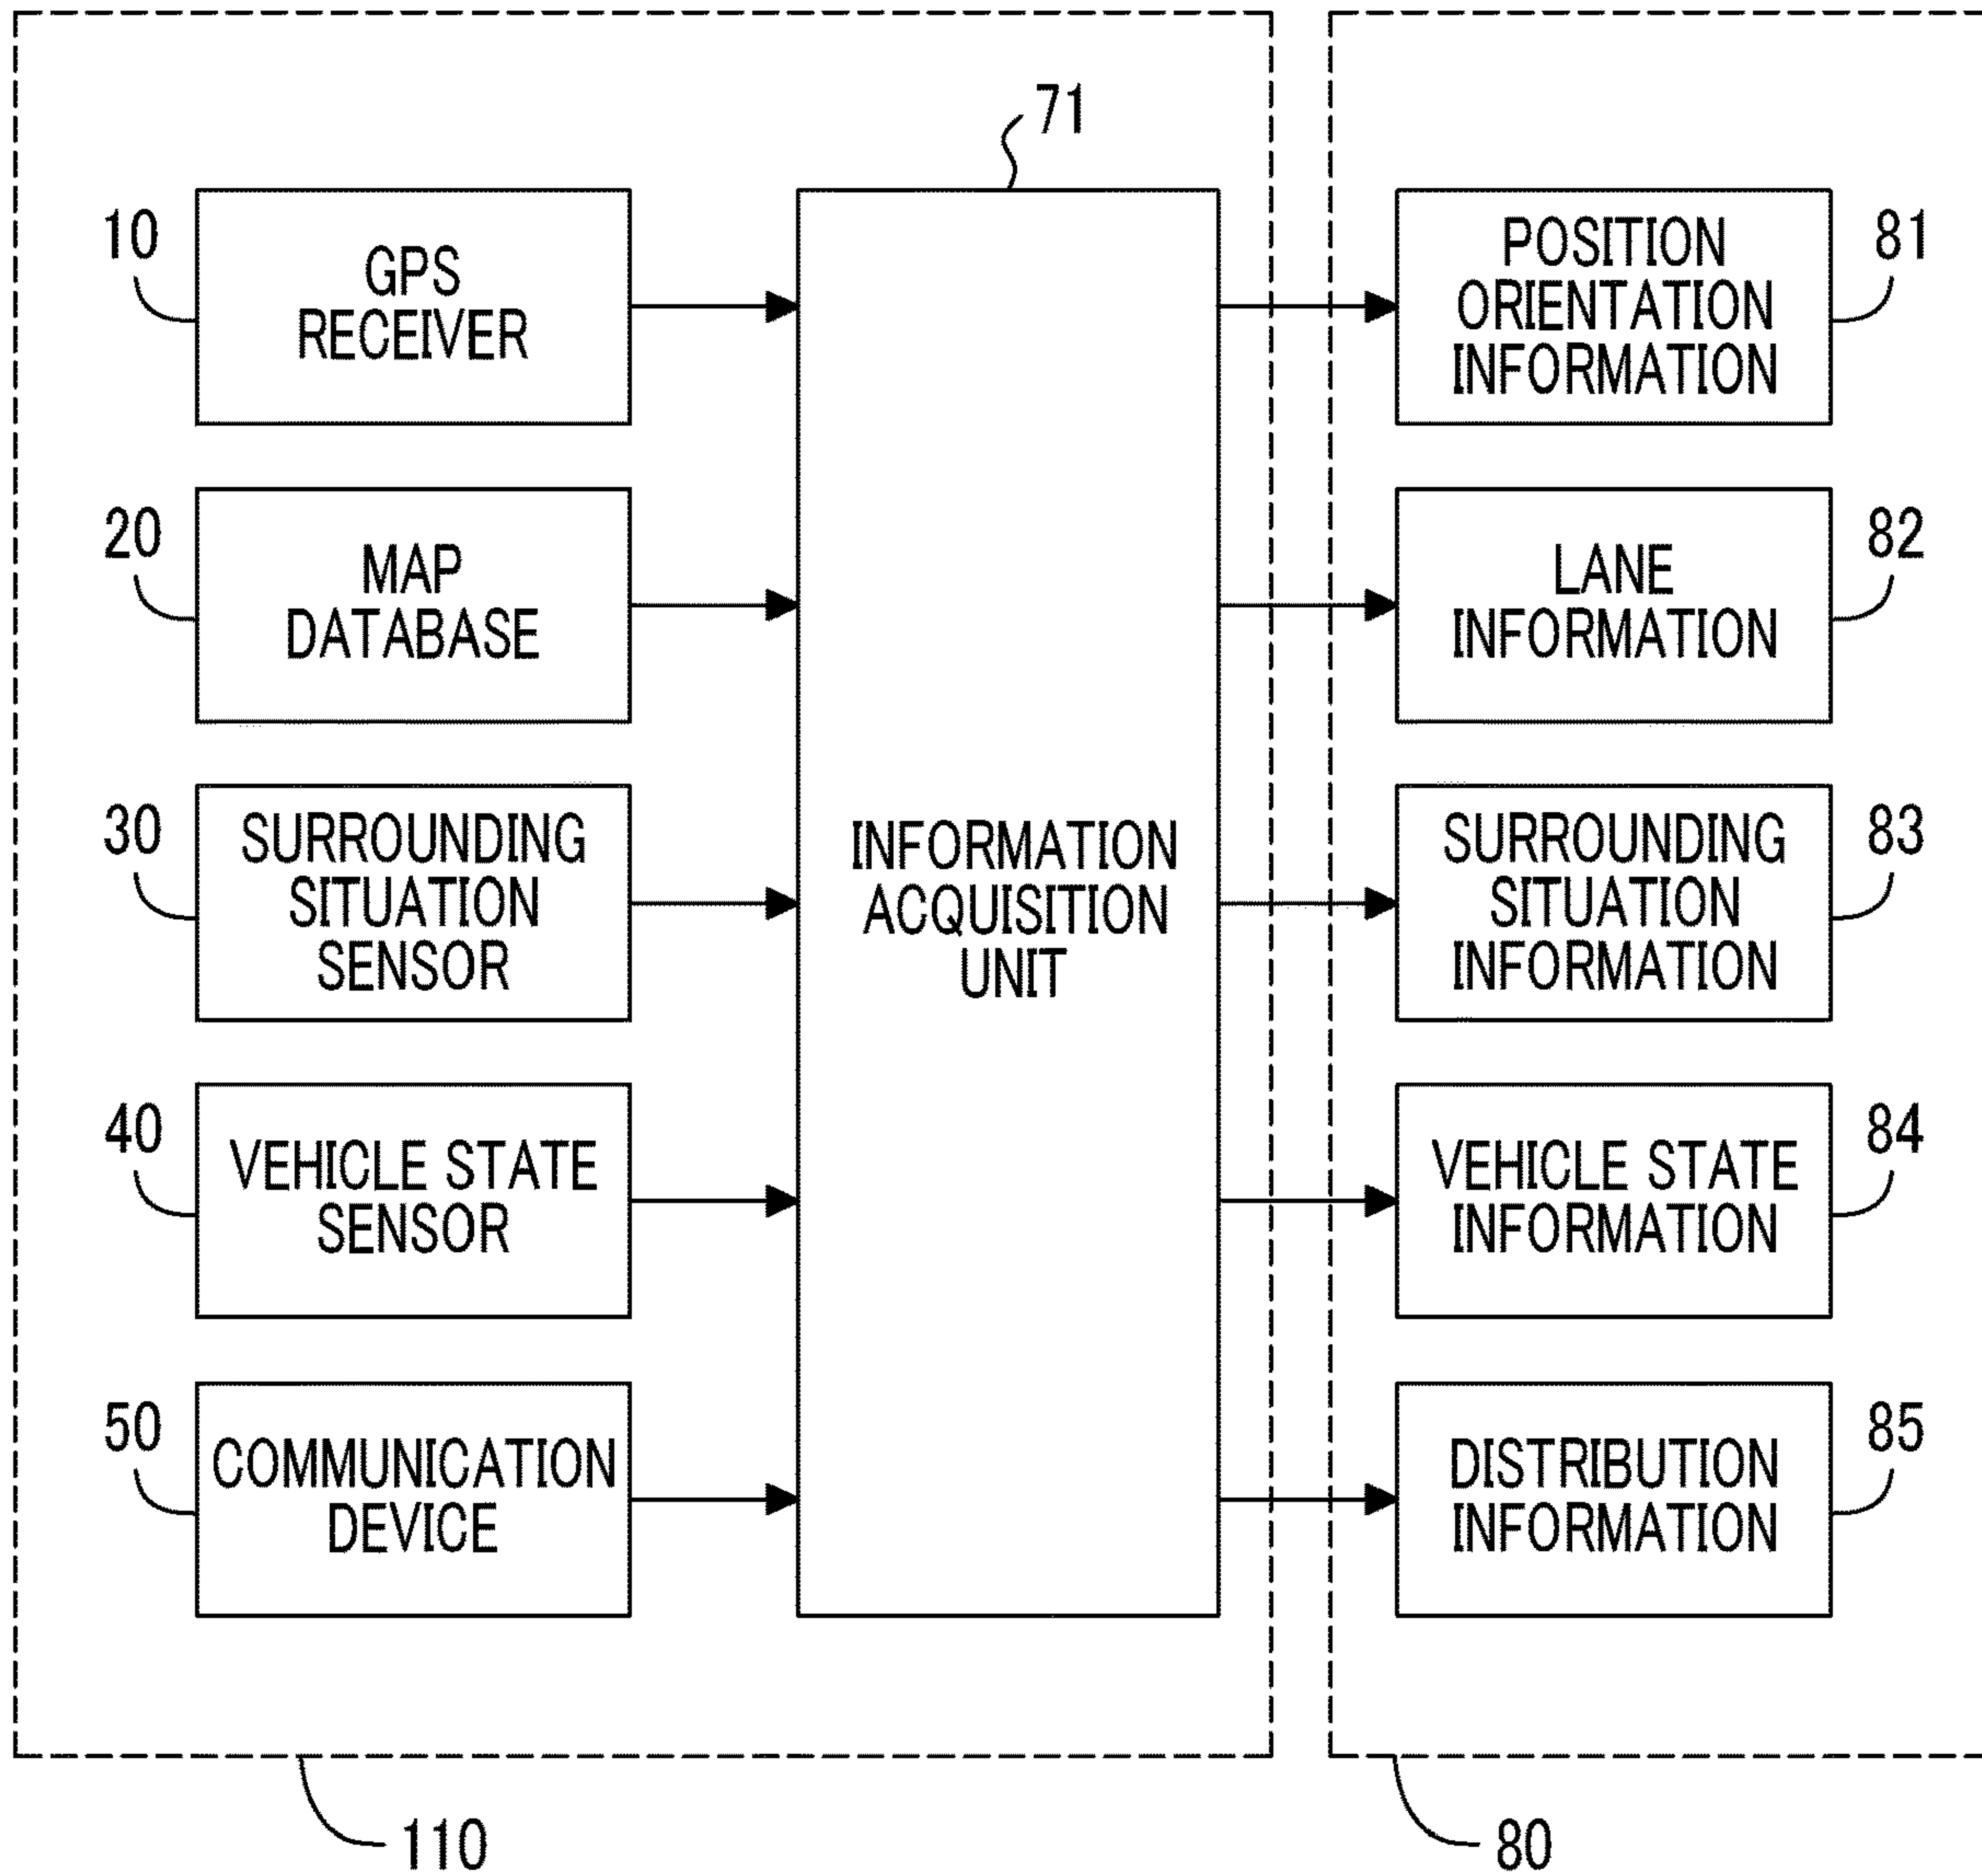 71
10
GPS
RECEIVER
20
MAP
DATABASE
30
SURROUNDING
SITUATION
SENSOR
40
VEHICLE STATE
SENSOR
50
COMMUNICATION
DEVICE
INFORMATION
ACQUISITION
UNIT
POSITION
ORIENTATION
INFORMATION
81
LANE
INFORMATION
82
SURROUNDING
SITUATION
INFORMATION
83
VEHICLE STATE
INFORMATION
84
DISTRIBUTION
INFORMATION
85
110
80